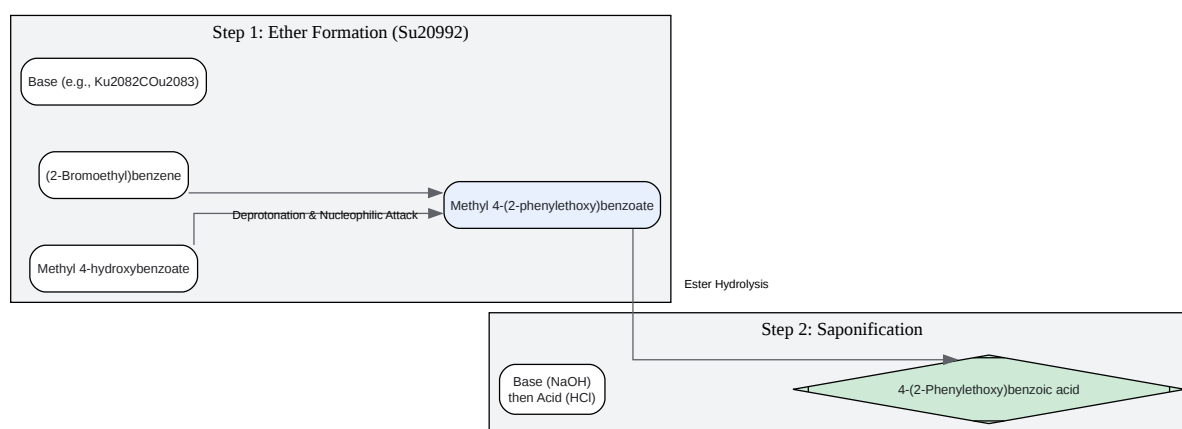 Step 1: Ether Formation (Su20992)
Base (e.g., Ku2082COu2083)
(2-Bromoethyl)benzene
Methyl 4-(2-phenylethoxy)benzoate
Deprotonation & Nucleophilic Attack
Methyl 4-hydroxybenzoate
Ester Hydrolysis
Step 2: Saponification
Base (NaOH)
then Acid (HCl)
4-(2-Phenylethoxy)benzoic acid